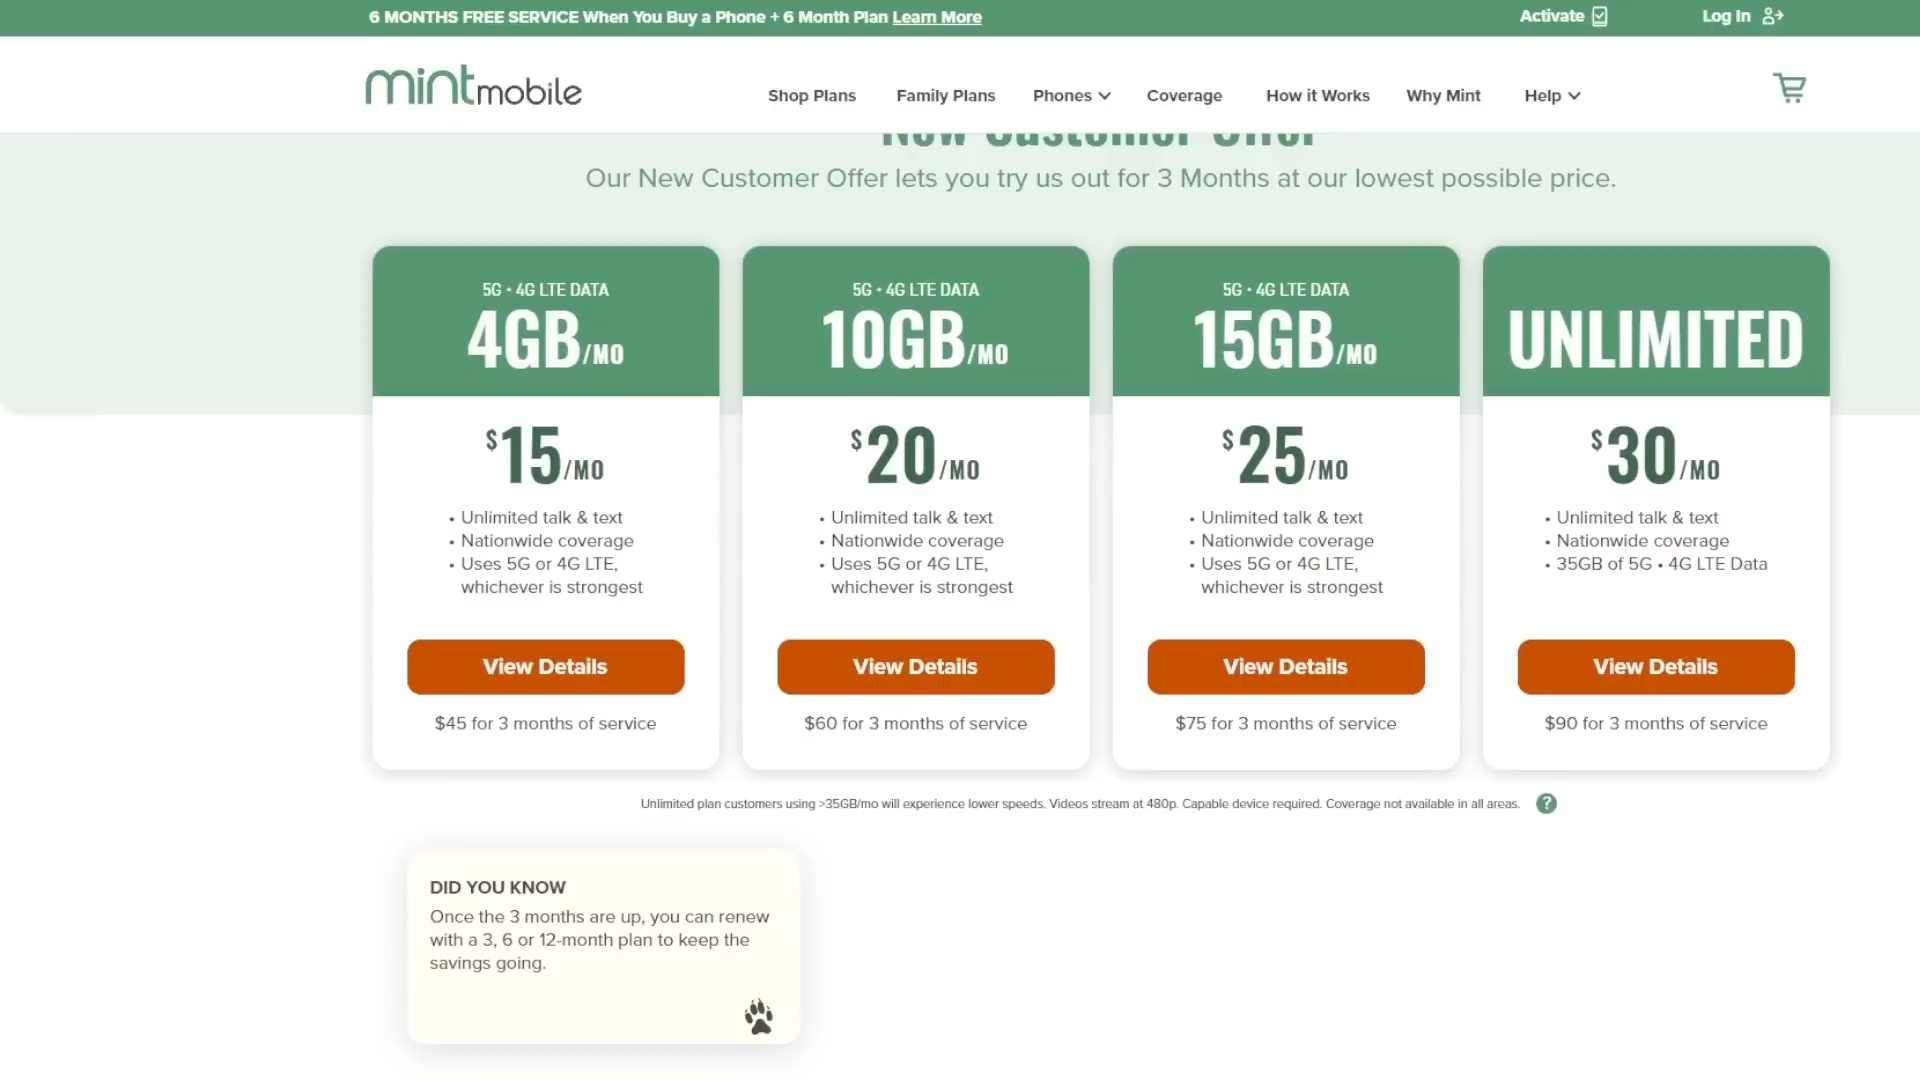 6 MONTHS FREE SERVICE When You Buy a Phone + 6 Month Plan Learn More
Activate
Log In
mintmobile
Shop Plans
Family Plans
Phones
Coverage
How it Works
Why Mint
Help
New Customer Offer
Our New Customer Offer lets you try us out for 3 Months at our lowest possible price.
5G • 4G LTE DATA
4GB/MO
$15/MO
• Unlimited talk & text
• Nationwide coverage
• Uses 5G or 4G LTE,
whichever is strongest
View Details
$45 for 3 months of service
5G • 4G LTE DATA
10GB/MO
$20/MO
• Unlimited talk & text
• Nationwide coverage
• Uses 5G or 4G LTE,
whichever is strongest
View Details
$60 for 3 months of service
5G • 4G LTE DATA
15GB/MO
$25/MO
• Unlimited talk & text
• Nationwide coverage
• Uses 5G or 4G LTE,
whichever is strongest
View Details
$75 for 3 months of service
UNLIMITED
$30/MO
• Unlimited talk & text
• Nationwide coverage
• 35GB of 5G • 4G LTE Data
View Details
$90 for 3 months of service
Unlimited plan customers using >35GB/mo will experience lower speeds. Videos stream at 480p. Capable device required. Coverage not available in all areas. ?
DID YOU KNOW
Once the 3 months are up, you can renew
with a 3, 6 or 12-month plan to keep the
savings going.